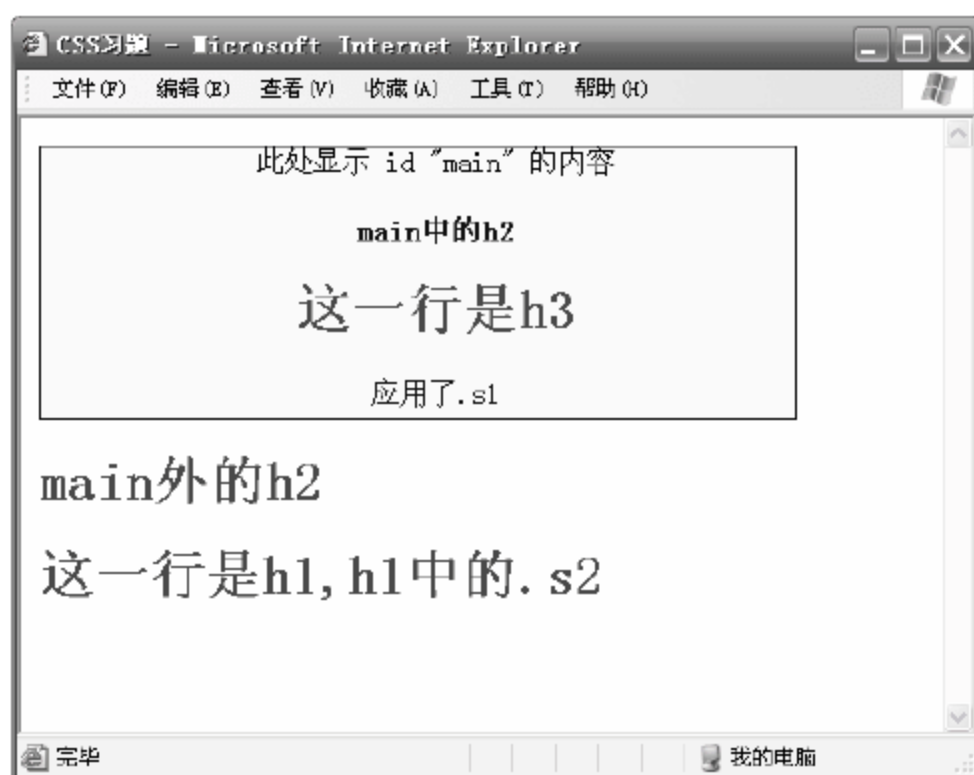 CSS习题 - Microsoft Internet Explorer
文件(F) 编辑(E) 查看(V) 收藏(A) 工具(T) 帮助(H)
此处显示 id "main" 的内容
main中的h2
这一行是h3
应用了.s1
main外的h2
这一行是h1,h1中的.s2
完毕 我的电脑